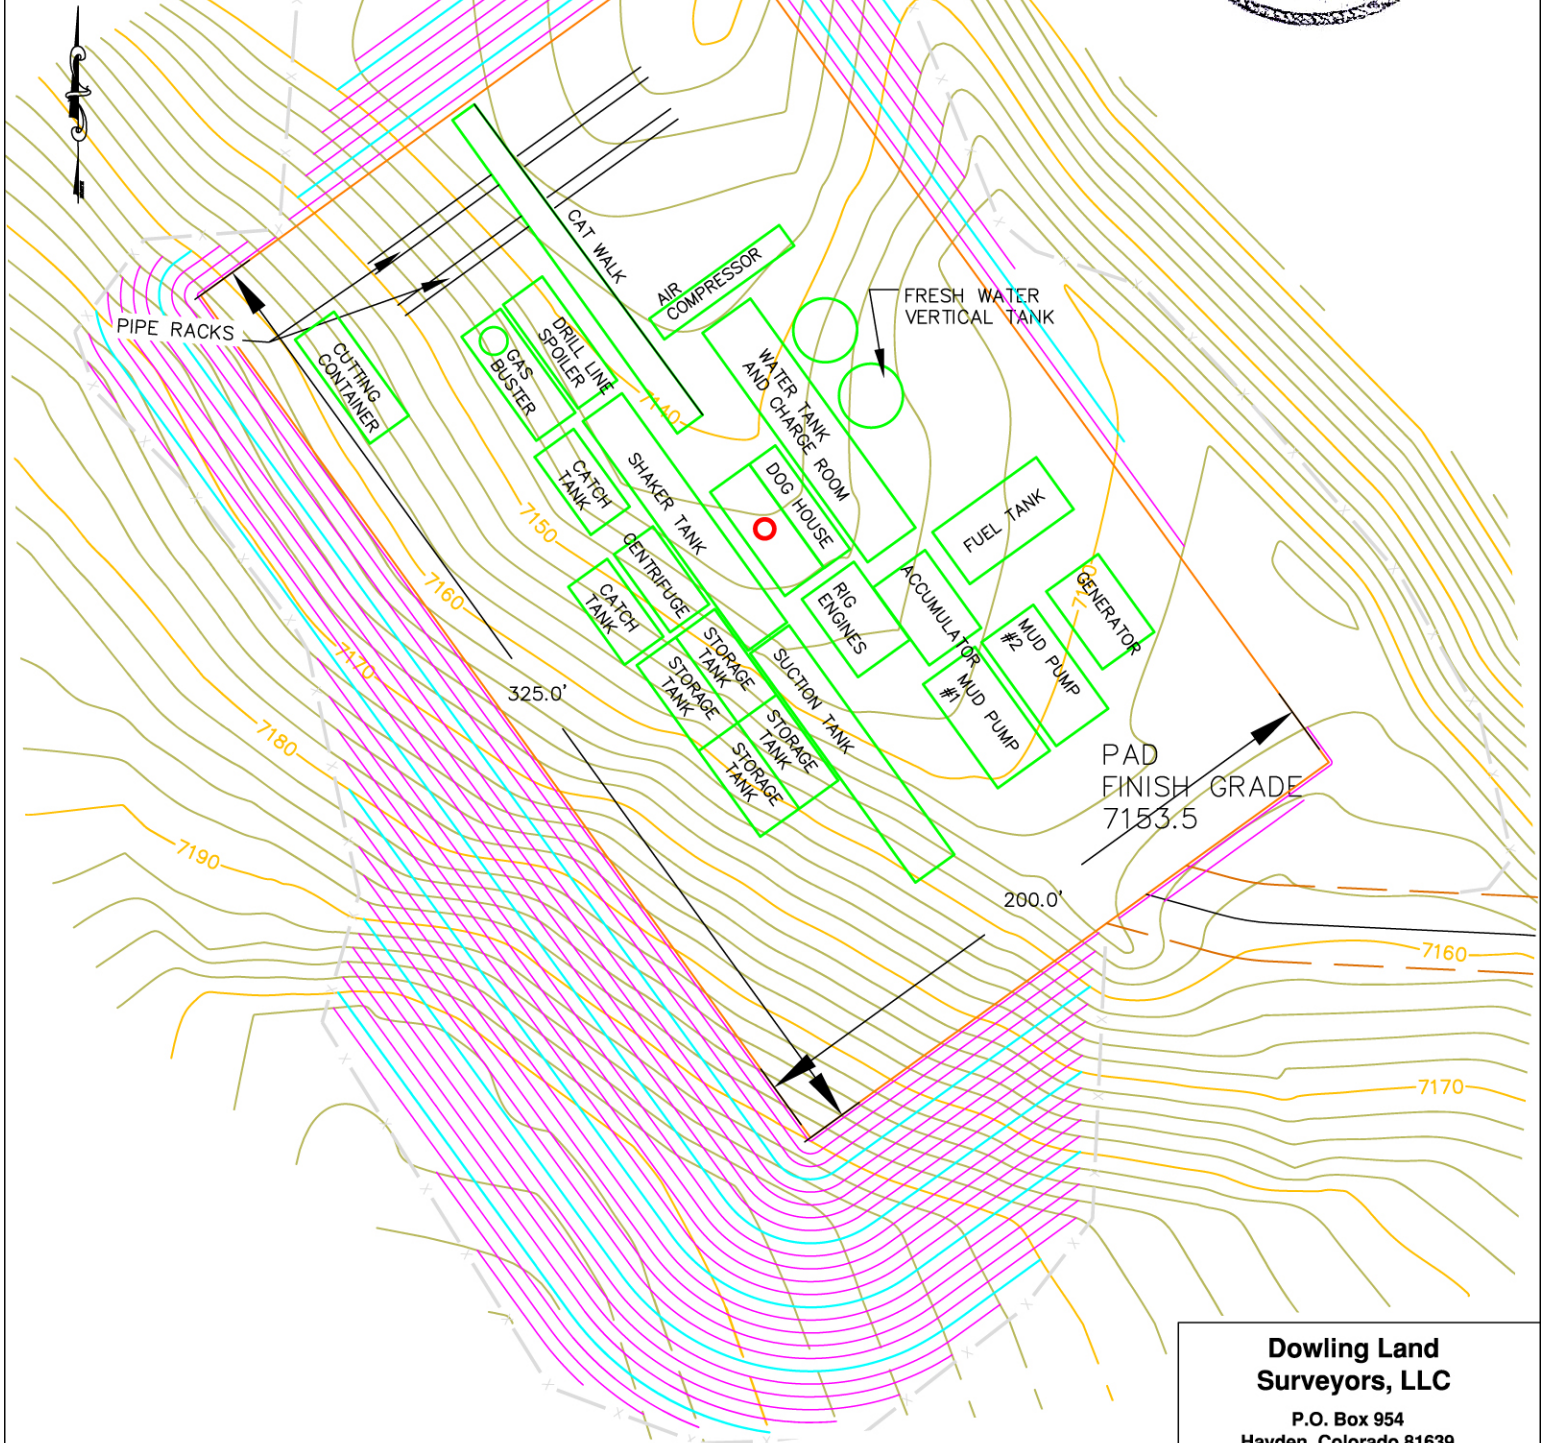 CAT WALK
AIR
COMPRESSOR
FRESH WATER
VERTICAL TANK
PIPE RACKS
CUTTING
CONTAINER
GAS
BUSTER
DRILL LINE
SPOILER
7140
WATER TANK
AND CHARGE ROOM
SHAKER TANK
DOG HOUSE
CATCH
TANK
7150
FUEL TANK
CENTRIFUGE
7160
CATCH
TANK
RIG
ENGINES
ACCUMULATOR
GENERATOR
MUD PUMP
#2
7170
STORAGE
TANK
STORAGE
TANK
SUCTION TANK
MUD PUMP
#1
325.0'
7180
STORAGE
TANK
STORAGE
TANK
PAD
FINISH GRADE
7153.5
7190
200.0'
7160
7170
Dowling Land
Surveyors, LLC
P.O. Box 954
Hayden, Colorado 81639